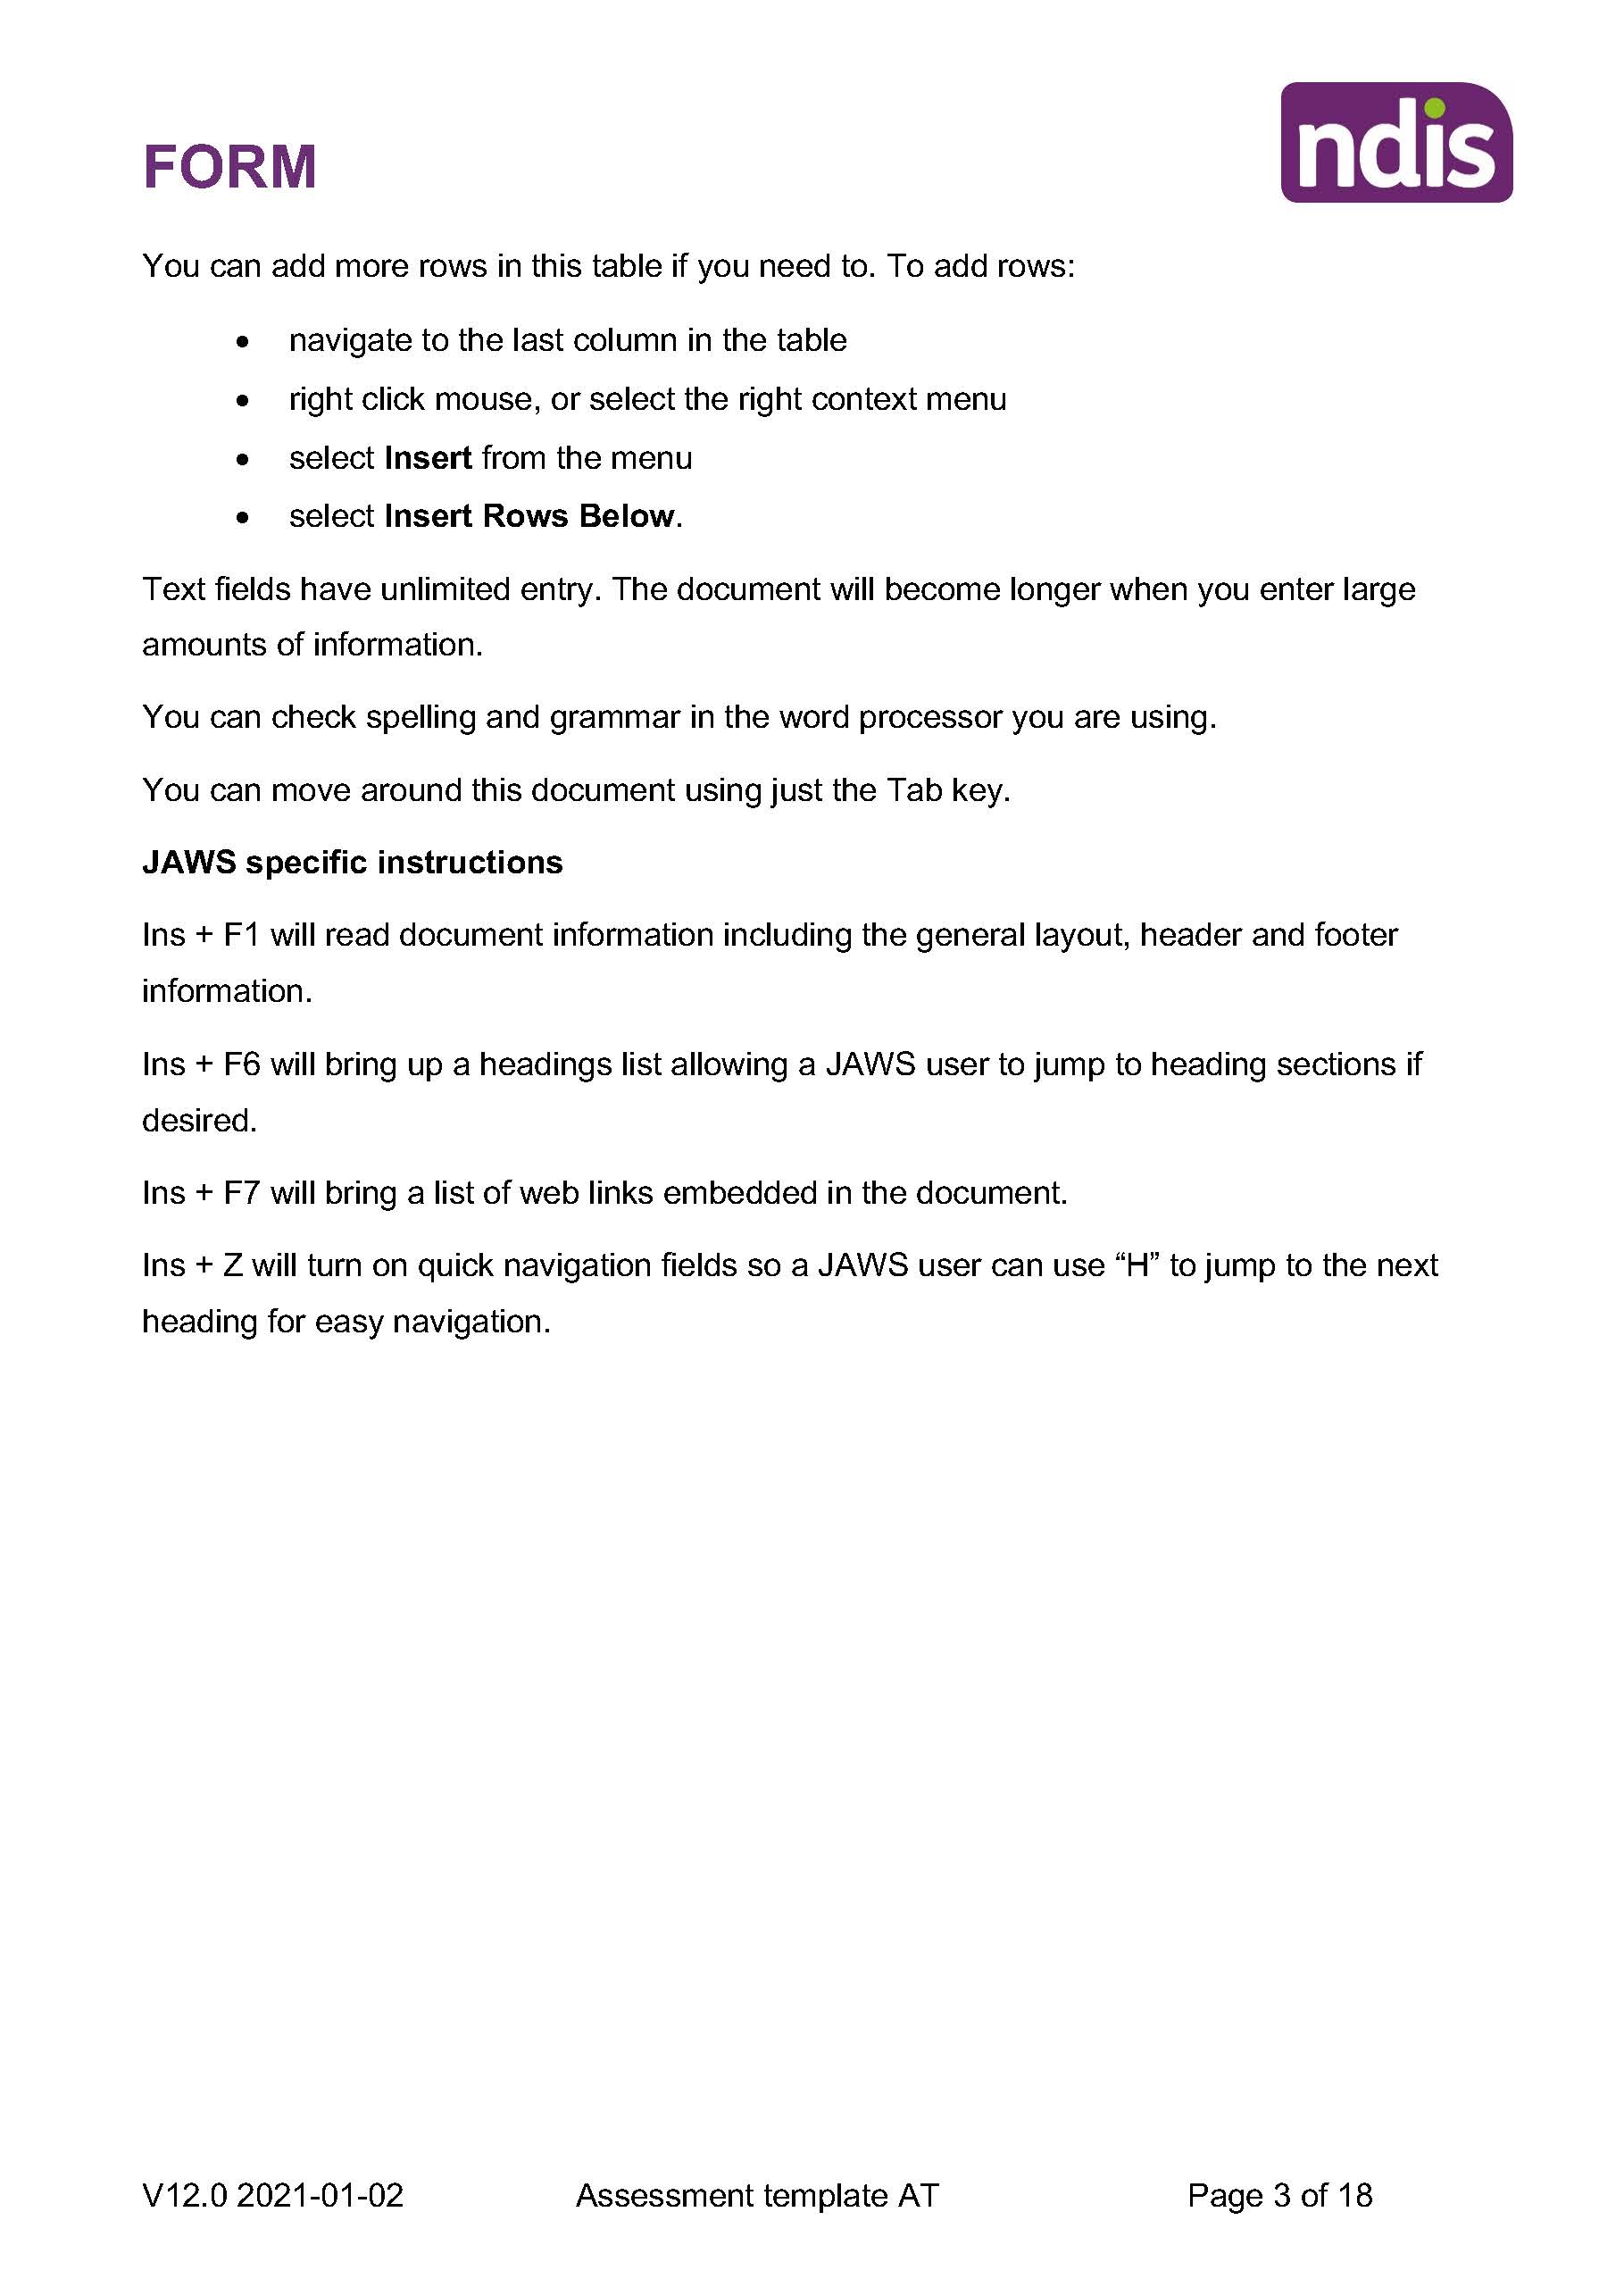 FORM
ndis
You can add more rows in this table if you need to. To add rows:
• navigate to the last column in the table
• right click mouse, or select the right context menu
• select Insert from the menu
• select Insert Rows Below.
Text fields have unlimited entry. The document will become longer when you enter large
amounts of information.
You can check spelling and grammar in the word processor you are using.
You can move around this document using just the Tab key.
JAWS specific instructions
Ins + F1 will read document information including the general layout, header and footer
information.
Ins + F6 will bring up a headings list allowing a JAWS user to jump to heading sections if
desired.
Ins + F7 will bring a list of web links embedded in the document.
Ins + Z will turn on quick navigation fields so a JAWS user can use “H” to jump to the next
heading for easy navigation.
V12.0 2021-01-02 Assessment template AT Page 3 of 18